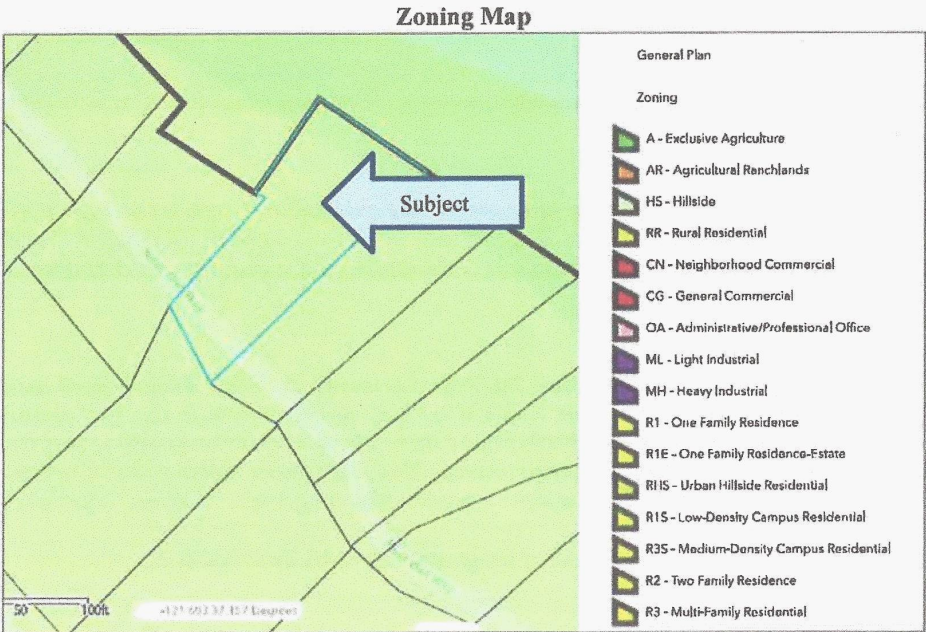 Zoning Map
Subject
50 100ft
General Plan
Zoning
A - Exclusive Agriculture
AR - Agricultural Ranchlands
HS - Hillside
RR - Rural Residential
CN - Neighborhood Commercial
CG - General Commercial
OA - Administrative/Professional Office
ML - Light Industrial
MH - Heavy Industrial
R1 - One Family Residence
R1E - One Family Residence-Estate
RHS - Urban Hillside Residential
R1S - Low-Density Campus Residential
R3S - Medium-Density Campus Residential
R2 - Two Family Residence
R3 - Multi-Family Residential